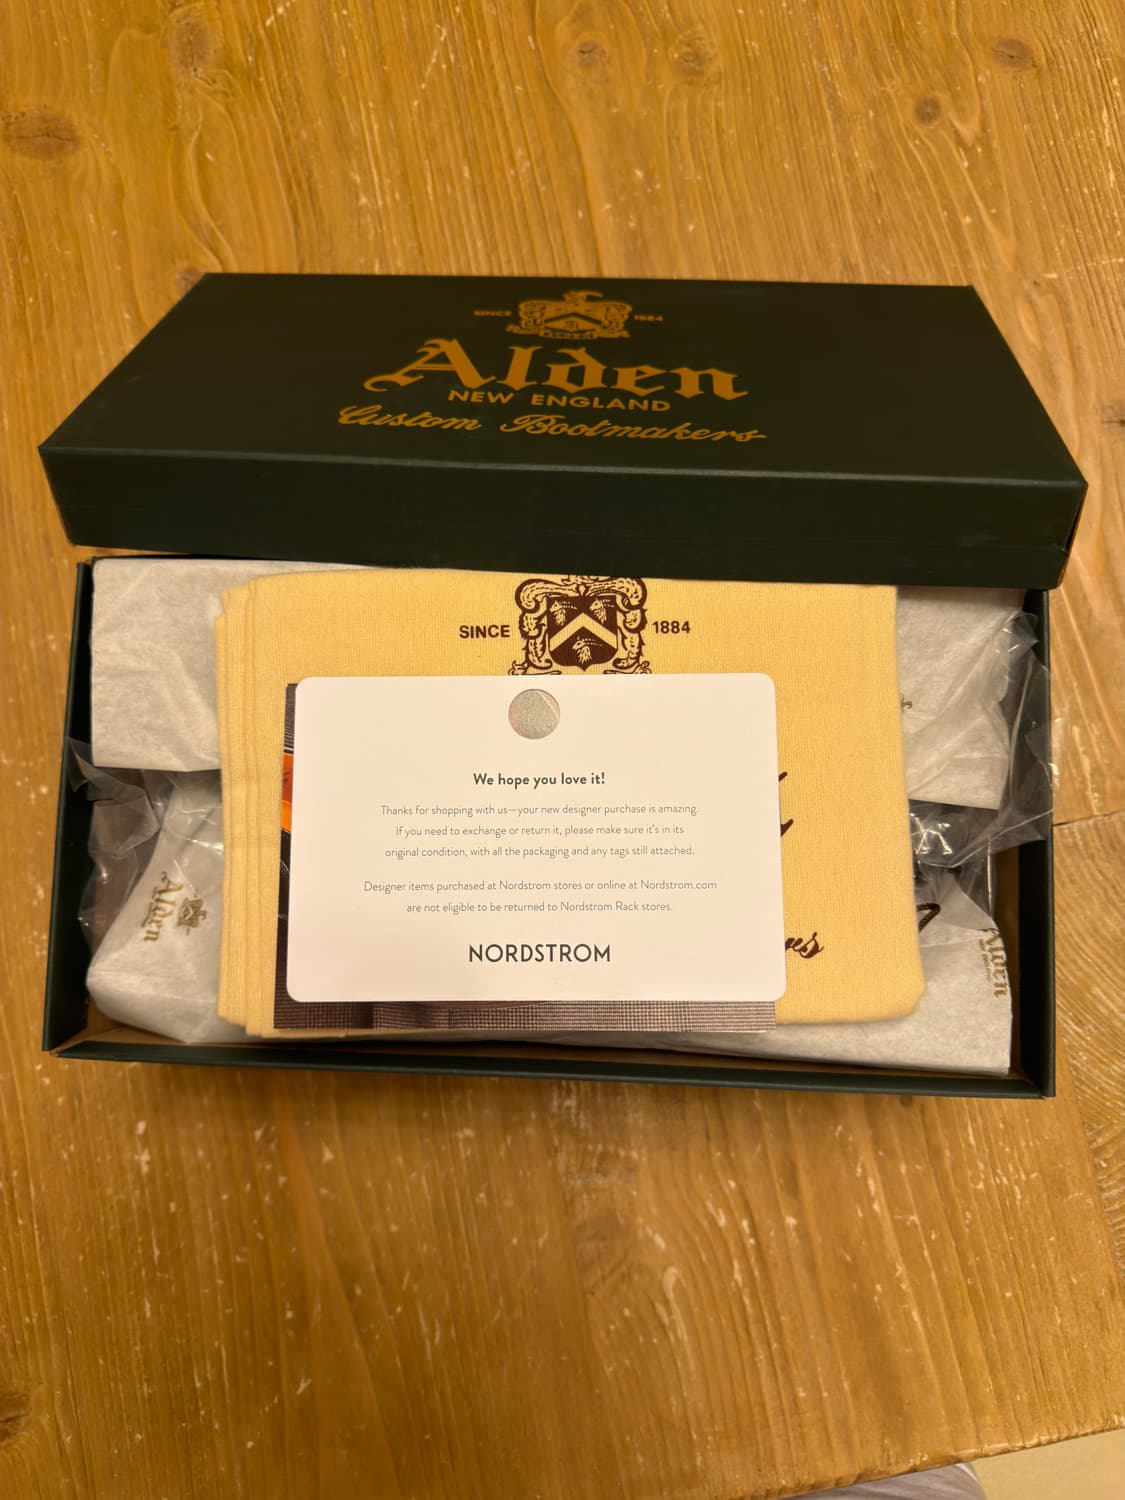 SINCE 1884
Alden
NEW ENGLAND
Custom Bootmakers
SINCE 1884
We hope you love it!
Thanks for shopping with us—your new designer purchase is amazing.
If you need to exchange or return it, please make sure it's in its
original condition, with all the packaging and any tags still attached.
Designer items purchased at Nordstrom stores or online at Nordstrom.com
are not eligible to be returned to Nordstrom Rack stores.
NORDSTROM
Alden
Alden
NEW ENGLAND